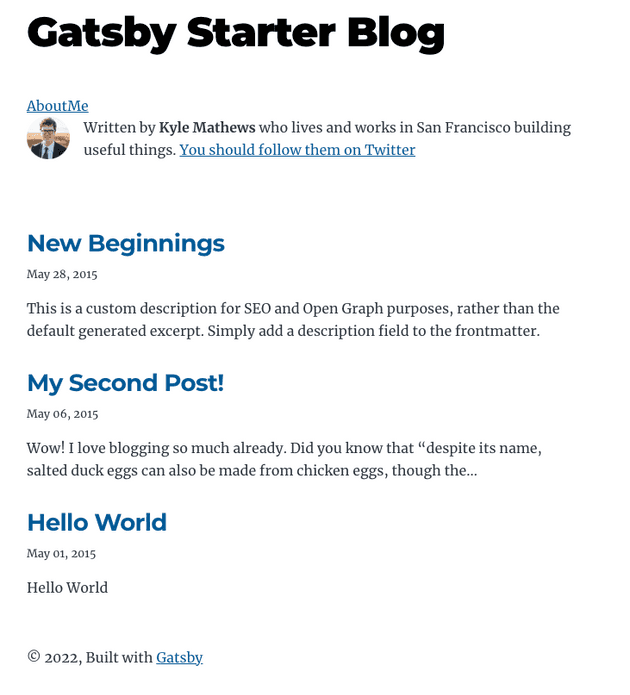 Gatsby Starter Blog
AboutMe
Written by Kyle Mathews who lives and works in San Francisco building
useful things. You should follow them on Twitter
New Beginnings
May 28, 2015
This is a custom description for SEO and Open Graph purposes, rather than the
default generated excerpt. Simply add a description field to the frontmatter.
My Second Post!
May 06, 2015
Wow! I love blogging so much already. Did you know that “despite its name,
salted duck eggs can also be made from chicken eggs, though the…
Hello World
May 01, 2015
Hello World
© 2022, Built with Gatsby